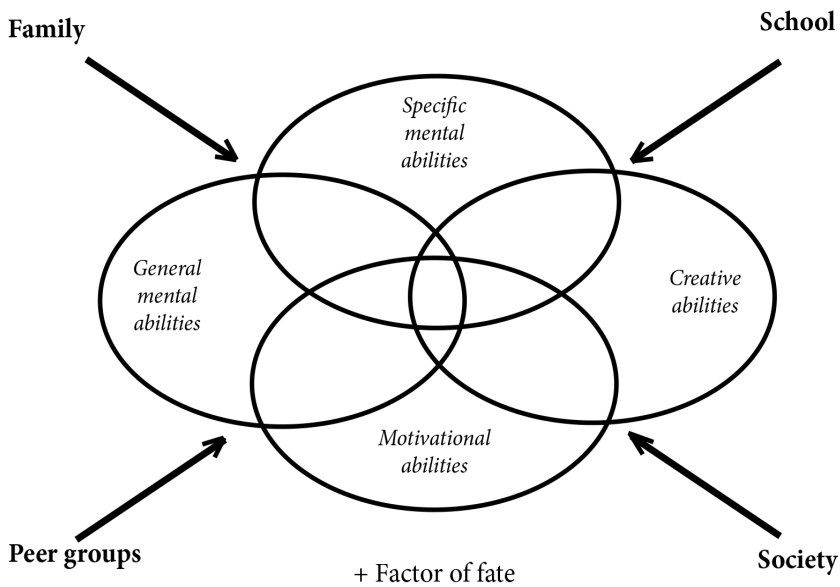 Family
School
Specific
mental
abilities
General
mental
abilities
Creative
abilities
Motivational
abilities
Peer groups
Society
+ Factor of fate